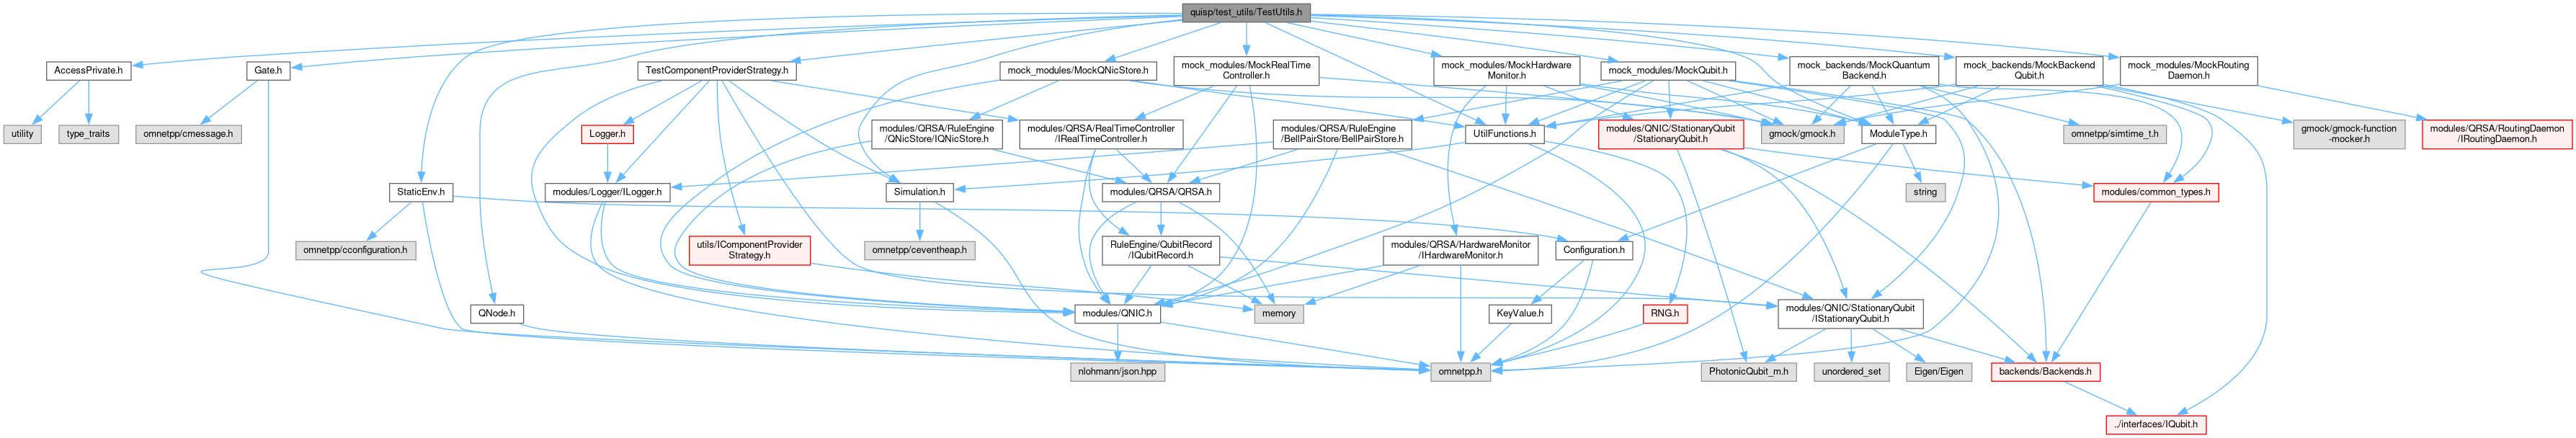 quisp/test_utils/TestUtils.h
AccessPrivate.h
Gate.h
TestComponentProviderStrategy.h
mock_modules/MockQNicStore.h
mock_modules/MockRealTime
Controller.h
mock_modules/MockHardware
Monitor.h
mock_modules/MockQubit.h
mock_backends/MockQuantum
Backend.h
mock_backends/MockBackend
Qubit.h
mock_modules/MockRouting
Daemon.h
utility
type_traits
omnetpp/cmessage.h
Logger.h
modules/QRSA/RuleEngine
/QNicStore/IQNicStore.h
modules/QRSA/RealTimeController
/IRealTimeController.h
modules/QRSA/RuleEngine
/BellPairStore/BellPairStore.h
UtilFunctions.h
modules/QNIC/StationaryQubit
/StationaryQubit.h
gmock/gmock.h
ModuleType.h
omnetpp/simtime_t.h
gmock/gmock-function
-mocker.h
modules/QRSA/RoutingDaemon
/IRoutingDaemon.h
StaticEnv.h
modules/Logger/ILogger.h
Simulation.h
modules/QRSA/QRSA.h
string
modules/common_types.h
omnetpp/cconfiguration.h
utils/IComponentProvider
Strategy.h
omnetpp/ceventheap.h
RuleEngine/QubitRecord
/IQubitRecord.h
modules/QRSA/HardwareMonitor
/IHardwareMonitor.h
Configuration.h
QNode.h
modules/QNIC.h
memory
RNG.h
KeyValue.h
modules/QNIC/StationaryQubit
/IStationaryQubit.h
nlohmann/json.hpp
omnetpp.h
PhotonicQubit_m.h
unordered_set
Eigen/Eigen
backends/Backends.h
../interfaces/IQubit.h